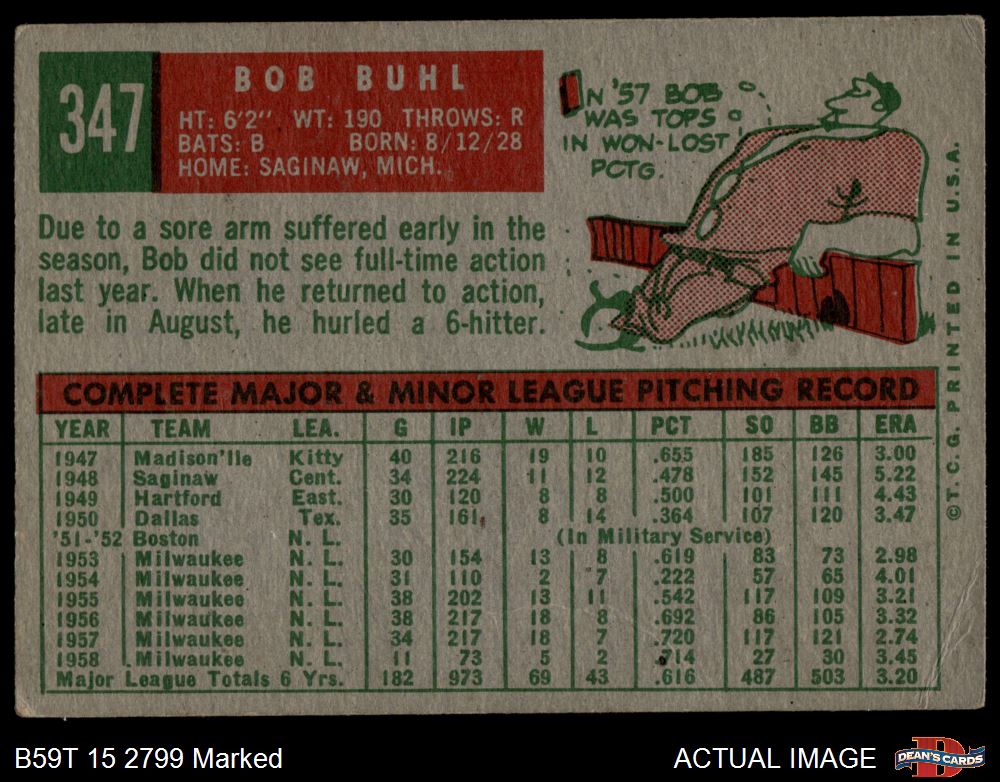 347
BOB BUHL
HT: 6'2" WT: 190 THROWS: R
BATS: B BORN: 8/12/28
HOME: SAGINAW, MICH.
IN '57 BOB
WAS TOPS
IN WON-LOST
PCTG.
Due to a sore arm suffered early in the
season, Bob did not see full-time action
last year. When he returned to action,
late in August, he hurled a 6-hitter.
COMPLETE MAJOR & MINOR LEAGUE PITCHING RECORD
YEAR TEAM LEA. G IP W L PCT SO BB ERA
1947 Madison'lle Kitty 40 216 19 10 .655 185 126 3.00
1948 Saginaw Cent. 34 224 11 12 .478 152 145 5.22
1949 Hartford East. 30 120 8 8 .500 101 111 4.43
1950 Dallas Tex. 35 161 8 14 .364 107 120 3.47
'51-'52 Boston N. L. (In Military Service)
1953 Milwaukee N. L. 30 154 13 8 .619 83 73 2.98
1954 Milwaukee N. L. 31 110 2 7 .222 57 65 4.01
1955 Milwaukee N. L. 38 202 13 11 .542 117 109 3.21
1956 Milwaukee N. L. 38 217 18 8 .692 86 105 3.32
1957 Milwaukee N. L. 34 217 18 7 .720 117 121 2.74
1958 Milwaukee N. L. 11 73 5 2 .714 27 30 3.45
Major League Totals 6 Yrs. 182 973 69 43 .616 487 503 3.20
©T. C. G. PRINTED IN U.S.A.
B59T 15 2799 Marked
ACTUAL IMAGE
D
DEAN'S CARDS